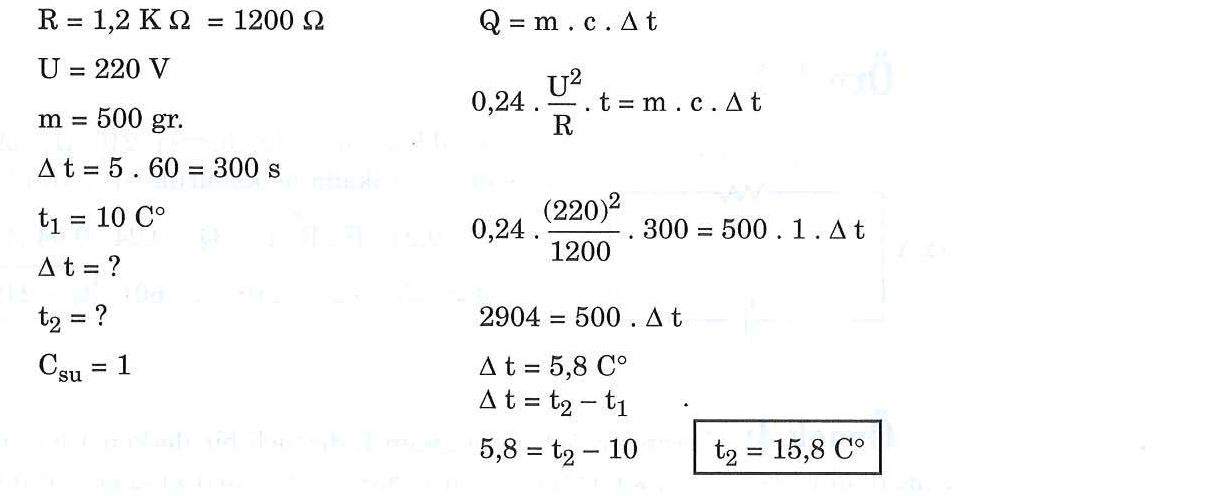 R = 1,2 K Ω = 1200 Ω
U = 220 V
m = 500 gr.
Δ t = 5 . 60 = 300 s
t₁ = 10 C°
Δ t = ?
t₂ = ?
Cₛᵤ = 1
Q = m . c . Δ t
0,24 . U²/R . t = m . c . Δ t
0,24 . (220)²/1200 . 300 = 500 . 1 . Δ t
2904 = 500 . Δ t
Δ t = 5,8 C°
Δ t = t₂ – t₁
5,8 = t₂ – 10
t₂ = 15,8 C°